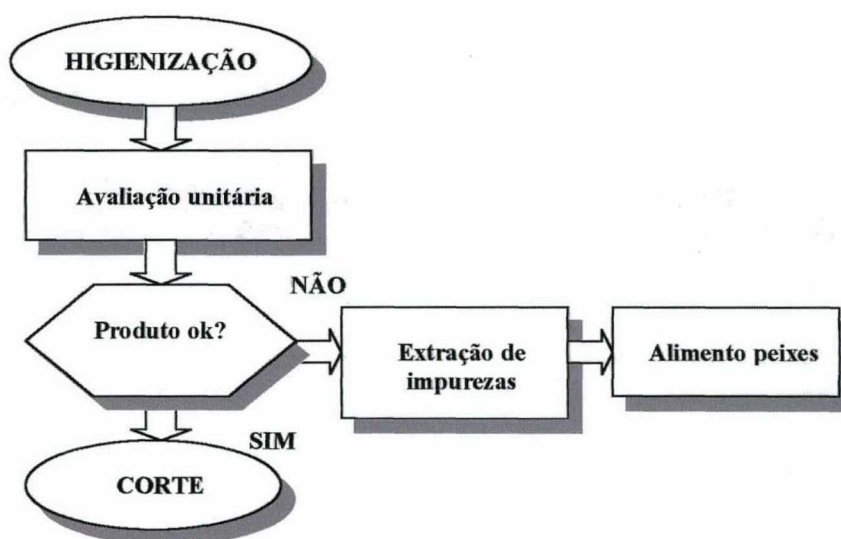 HIGIENIZAÇÃO
Avaliação unitária
NÃO
Produto ok?
Extração de
impurezas
Alimento peixes
SIM
CORTE